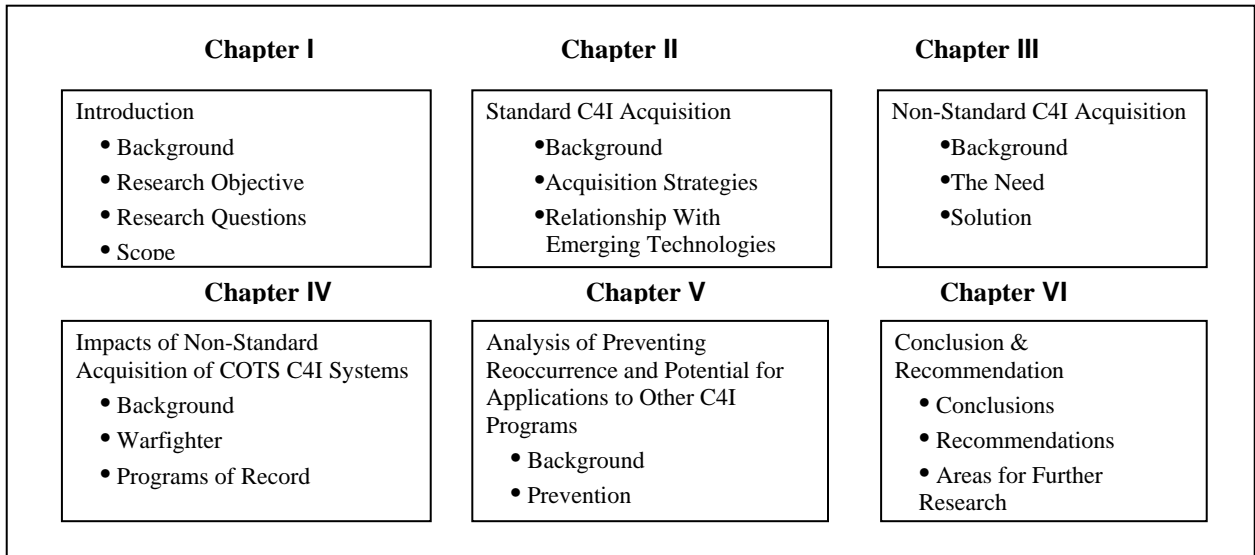 Chapter I
Introduction
• Background
• Research Objective
• Research Questions
• Scope
Chapter II
Standard C4I Acquisition
•Background
•Acquisition Strategies
•Relationship With
Emerging Technologies
Chapter III
Non-Standard C4I Acquisition
•Background
•The Need
•Solution
Chapter IV
Impacts of Non-Standard
Acquisition of COTS C4I Systems
• Background
• Warfighter
• Programs of Record
Chapter V
Analysis of Preventing
Reoccurrence and Potential for
Applications to Other C4I
Programs
• Background
• Prevention
Chapter VI
Conclusion &
Recommendation
• Conclusions
• Recommendations
• Areas for Further
Research